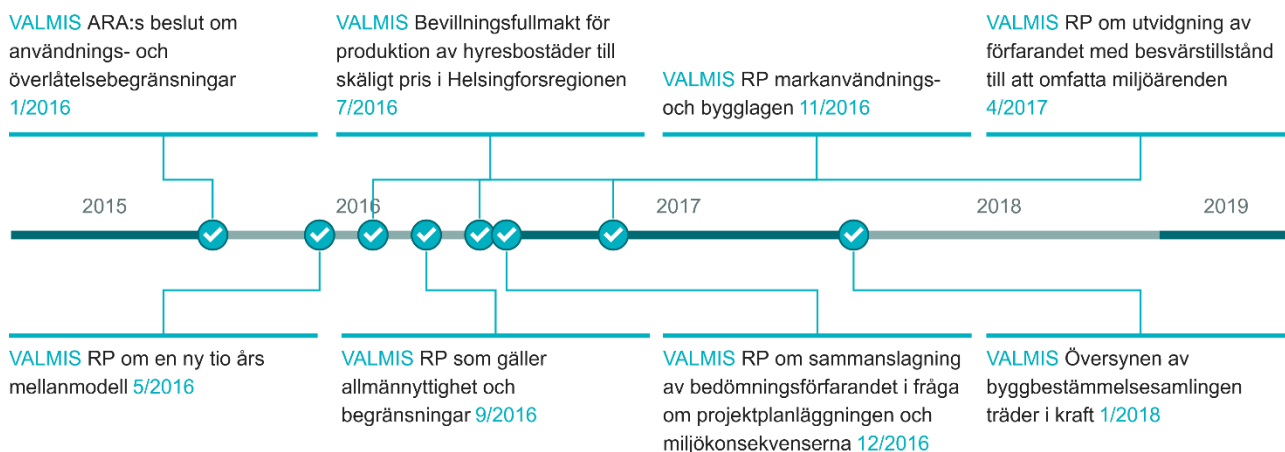 VALMIS ARA:s beslut om
användnings- och
överlåtelsebegränsningar
1/2016
VALMIS Bevillningsfullmakt för
produktion av hyresbostäder till
skäligt pris i Helsingforsregionen
7/2016
VALMIS RP markanvändnings-
och bygglagen 11/2016
VALMIS RP om utvidgning av
förfarandet med besvärstillstånd
till att omfatta miljöärenden
4/2017
2015
2016
2017
2018
2019
VALMIS RP om en ny tio års
mellanmodell 5/2016
VALMIS RP som gäller
allmännyttighet och
begränsningar 9/2016
VALMIS RP om sammanslagning
av bedömningsförfarandet i fråga
om projektplanläggningen och
miljökonsekvenserna 12/2016
VALMIS Översynen av
byggbestämmelsesamlingen
träder i kraft 1/2018